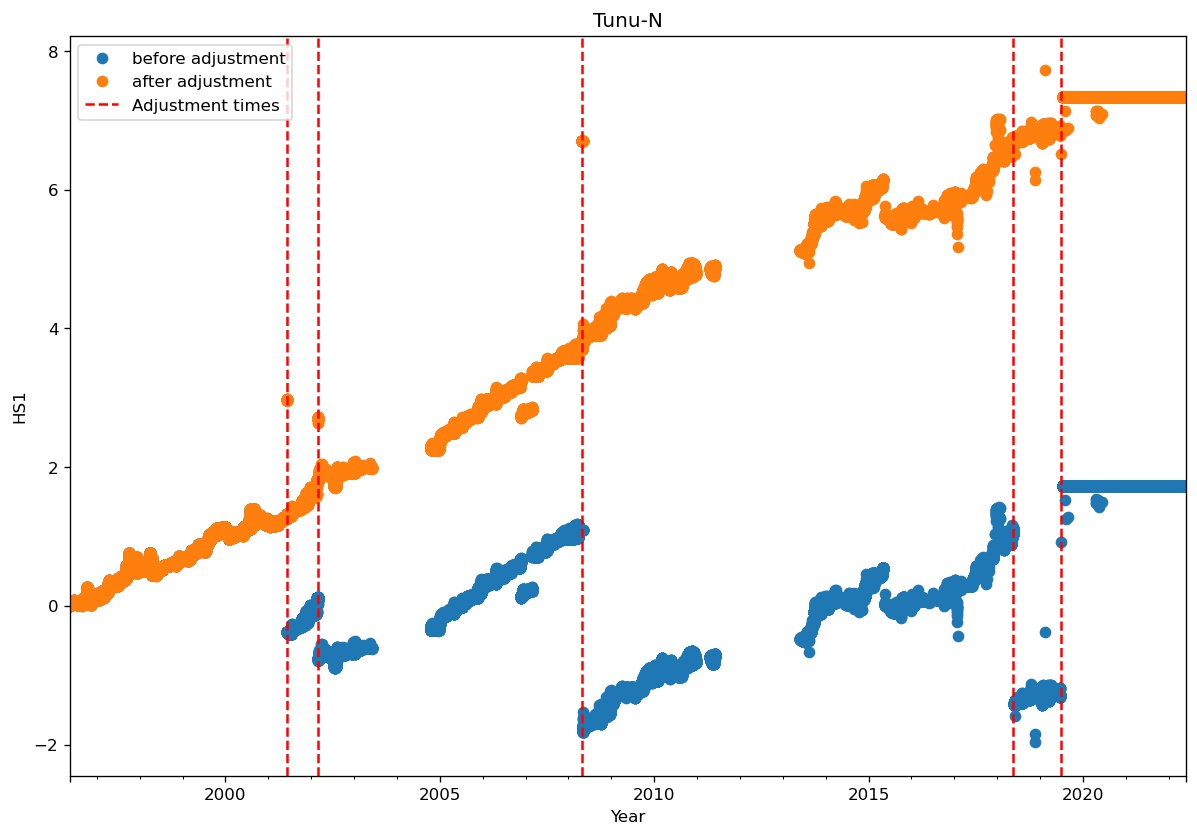 Tunu-N
before adjustment
after adjustment
Adjustment times
HS1
8
6
4
2
0
−2
2000
2005
2010
2015
2020
Year